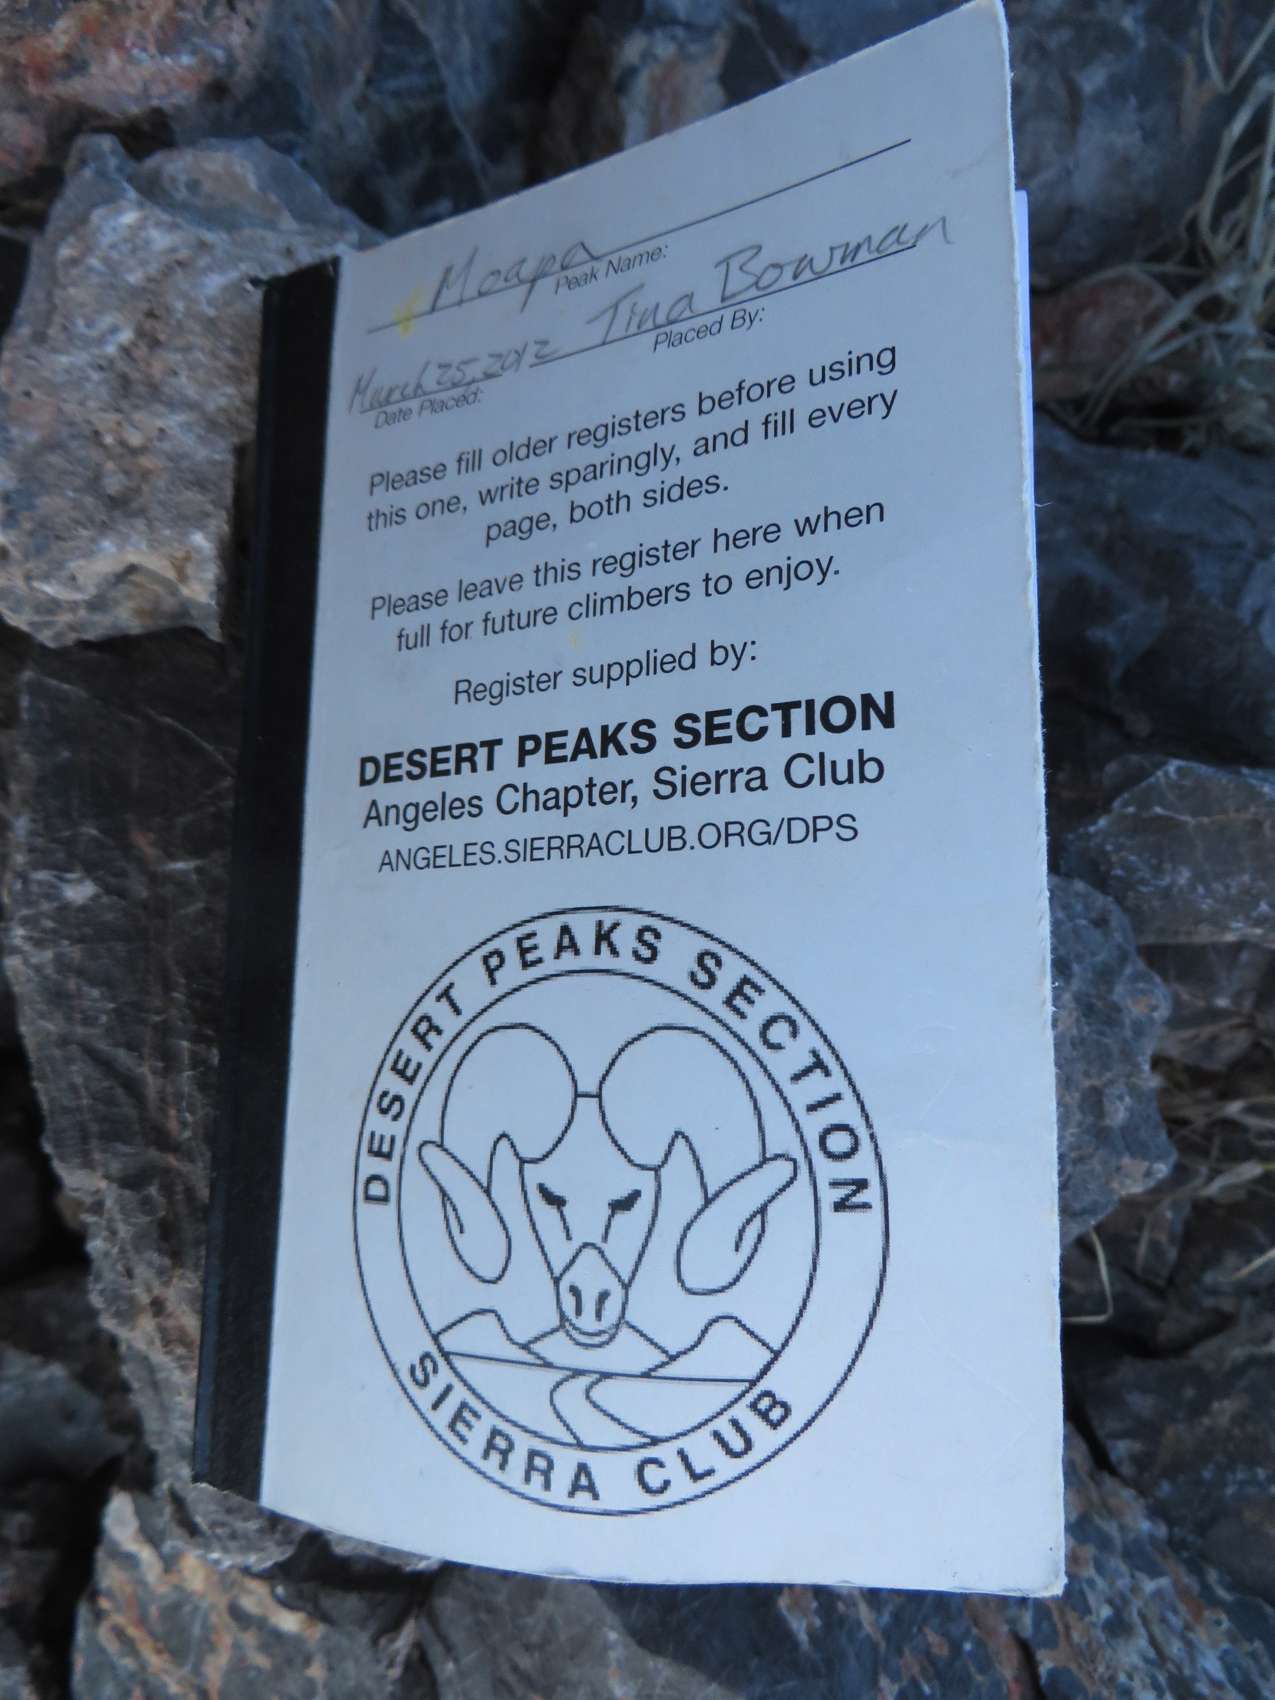 Moapa
Peak Name:
March 25, 2012 Tina Bowman
Date Placed: Placed By:
Please fill older registers before using
this one, write sparingly, and fill every
page, both sides.
Please leave this register here when
full for future climbers to enjoy.
Register supplied by:
DESERT PEAKS SECTION
Angeles Chapter, Sierra Club
ANGELES.SIERRACLUB.ORG/DPS
DESERT PEAKS SECTION
SIERRA CLUB